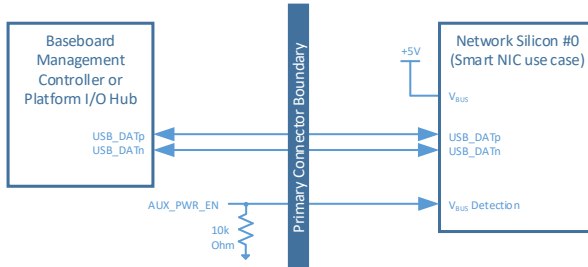 Baseboard
Management
Controller or
Platform I/O Hub
USB_DATp
USB_DATn
AUX_PWR_EN
10k
Ohm
Primary Connector Boundary
+5V
Network Silicon #0
(Smart NIC use case)
VBUS
USB_DATp
USB_DATn
VBUS Detection